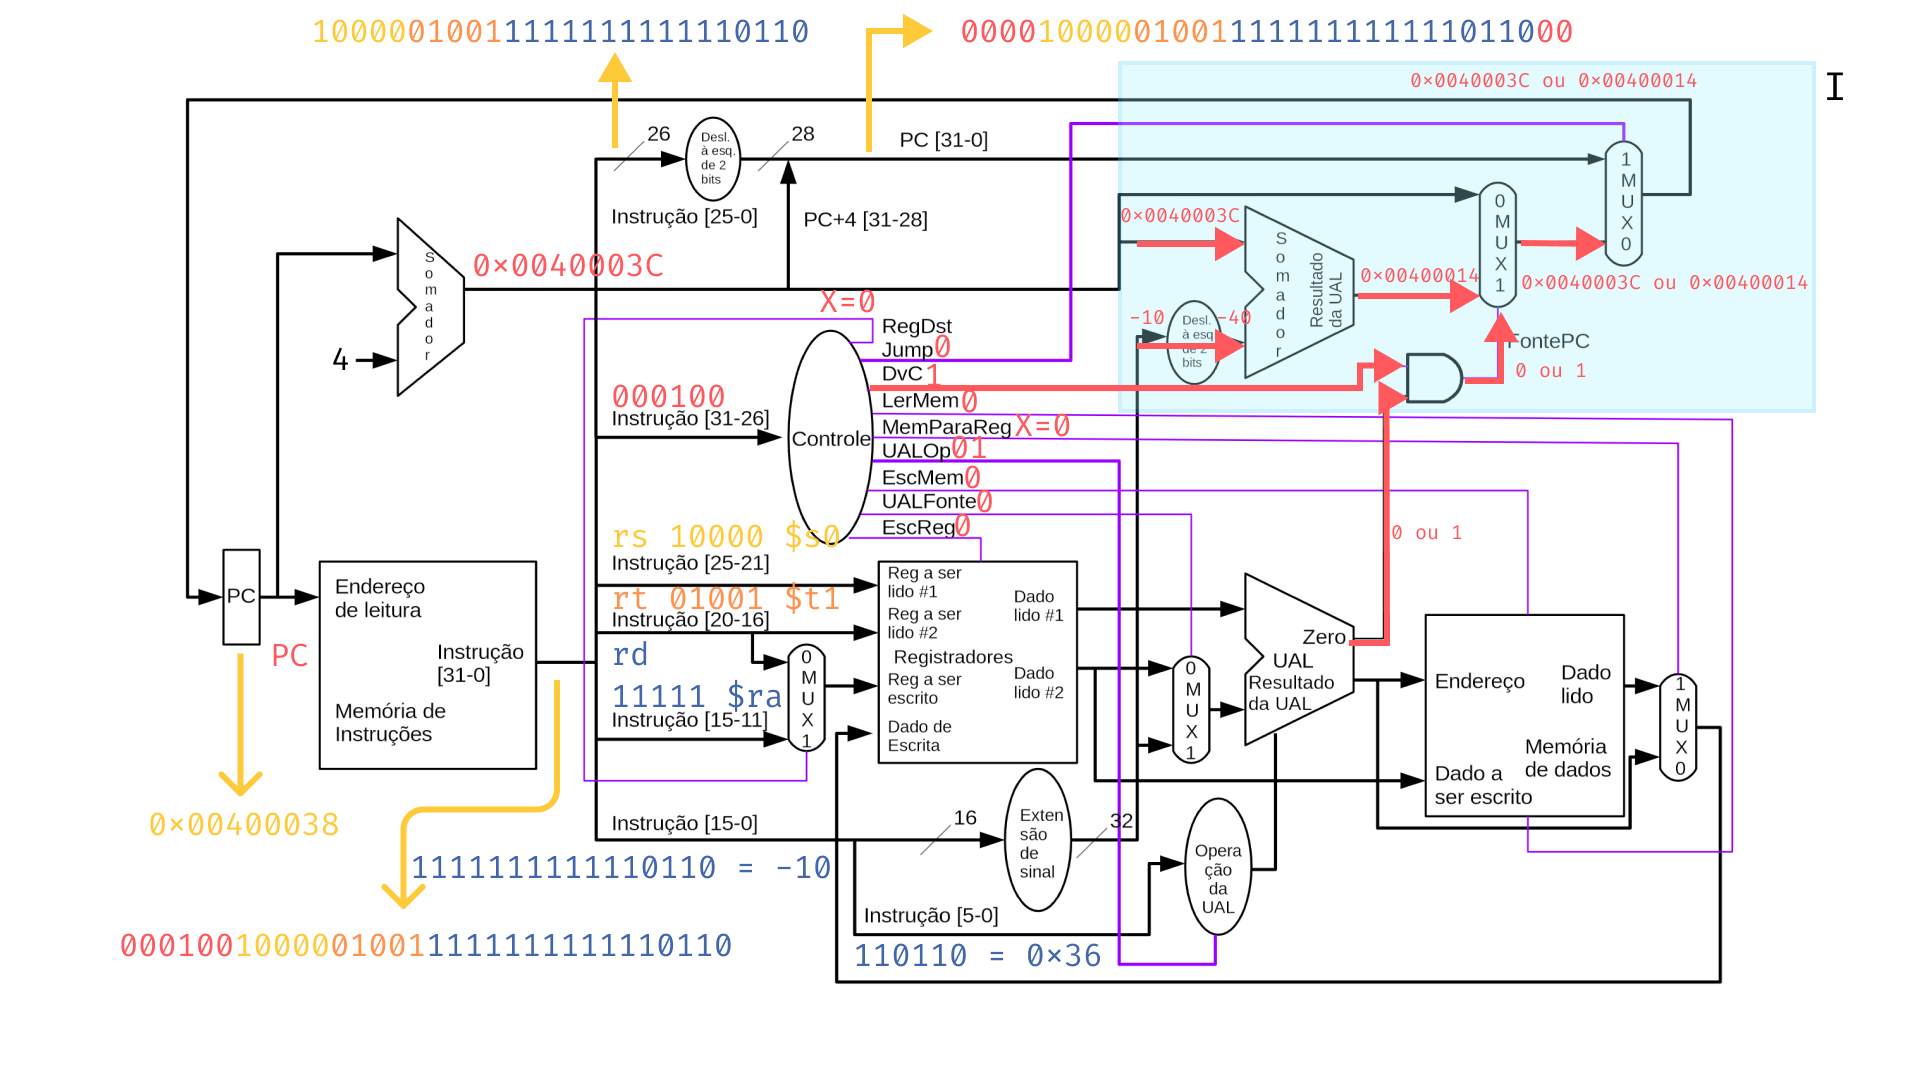 10000010011111111111110110
00001000001001111111111111011000
0×0040003C ou 0×00400014
I
26
28
PC [31-0]
Desl.
à esq.
de 2
bits
Instrução [25-0]
PC+4 [31-28]
1
M
U
X
0
0
M
U
X
1
0×0040003C
S
o
m
a
d
o
r
0×0040003C
S
o
m
a
d
o
r
Resultado
da UAL
0×00400014
0×0040003C ou 0×00400014
X=0
-10
Desl.
à esq
de 2
bits
-40
FontePC
0 ou 1
4
RegDst
Jump 0
DvC 1
LerMem 0
MemParaReg X=0
UALOp 01
EscMem 0
UALFonte 0
EscReg 0
000100
Instrução [31-26]
Controle
0 ou 1
rs 10000 $s0
Instrução [25-21]
rt 01001 $t1
Instrução [20-16]
rd
11111 $ra
Instrução [15-11]
0
M
U
X
1
PC
PC
Endereço
de leitura
Instrução
[31-0]
Memória de
Instruções
Reg a ser
lido #1
Reg a ser
lido #2
Registradores
Reg a ser
escrito
Dado de
Escrita
Dado
lido #1
Dado
lido #2
0
M
U
X
1
Zero
UAL
Resultado
da UAL
Endereço
Dado
lido
Memória
de dados
Dado a
ser escrito
1
M
U
X
0
0×00400038
Instrução [15-0]
16
Exten
são
de
sinal
32
1111111111110110 = -10
Opera
ção
da
UAL
Instrução [5-0]
110110 = 0×36
00010010000010011111111111110110